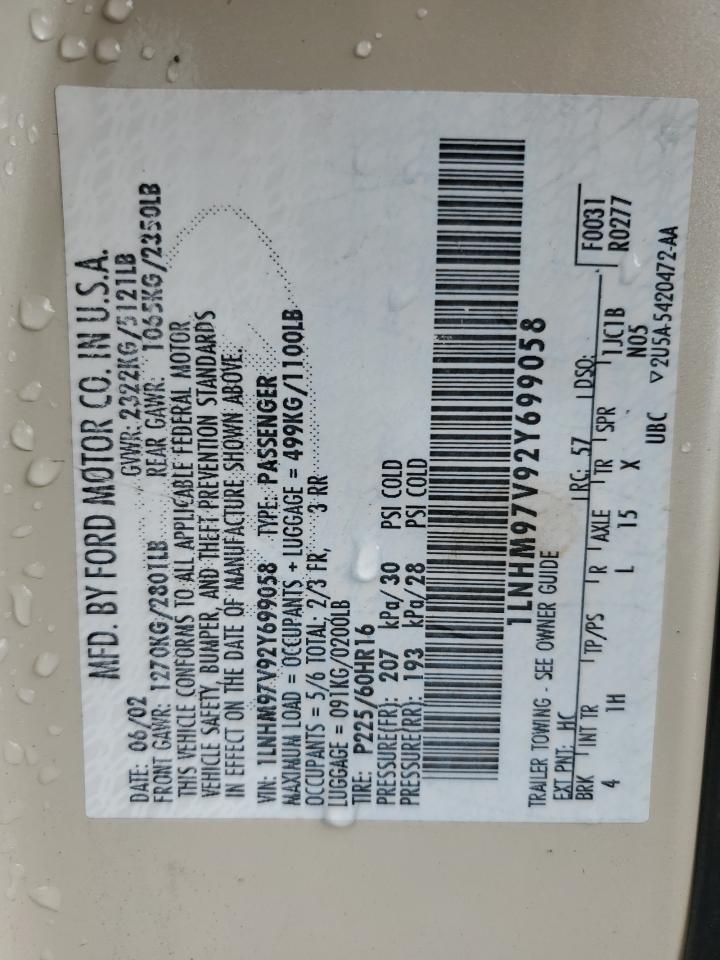 MFD. BY FORD MOTOR CO. IN U.S.A.
DATE: 06/02 GVWR: 2322KG/5121LB
FRONT GAWR: 1270KG/2801LB REAR GAWR: 1065KG/2350LB
THIS VEHICLE CONFORMS TO ALL APPLICABLE FEDERAL MOTOR
VEHICLE SAFETY, BUMPER, AND THEFT PREVENTION STANDARDS
IN EFFECT ON THE DATE OF MANUFACTURE SHOWN ABOVE.
VIN: 1LNHM97V92Y699058 TYPE: PASSENGER
MAXIMUM LOAD = OCCUPANTS + LUGGAGE = 499KG/1100LB
OCCUPANTS = 5/6 TOTAL; 2/3 FR, 3 RR
LUGGAGE = 091KG/0200LB
TIRE: P225/60HR16
PRESSURE(FR): 207 kPa/30 PSI COLD
PRESSURE(RR): 193 kPa/28 PSI COLD
1LNHM97V92Y699058
TRAILER TOWING - SEE OWNER GUIDE
EXT PNT: HC RC: 57 DSO: F0031
BRK INT TR TP/PS R AXLE TR SPR R0277
4 1H L 15 X 1JC1B
UBC N05
▽2U5A-5420472-AA